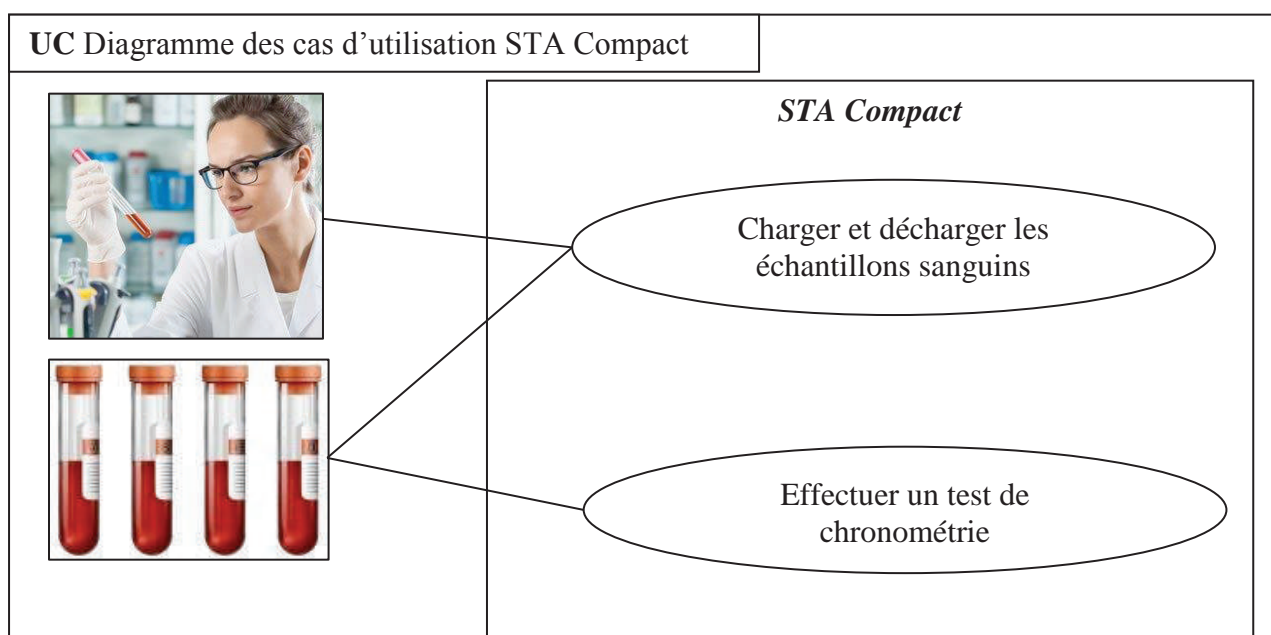 UC Diagramme des cas d’utilisation STA Compact
STA Compact
Charger et décharger les
échantillons sanguins
Effectuer un test de
chronométrie